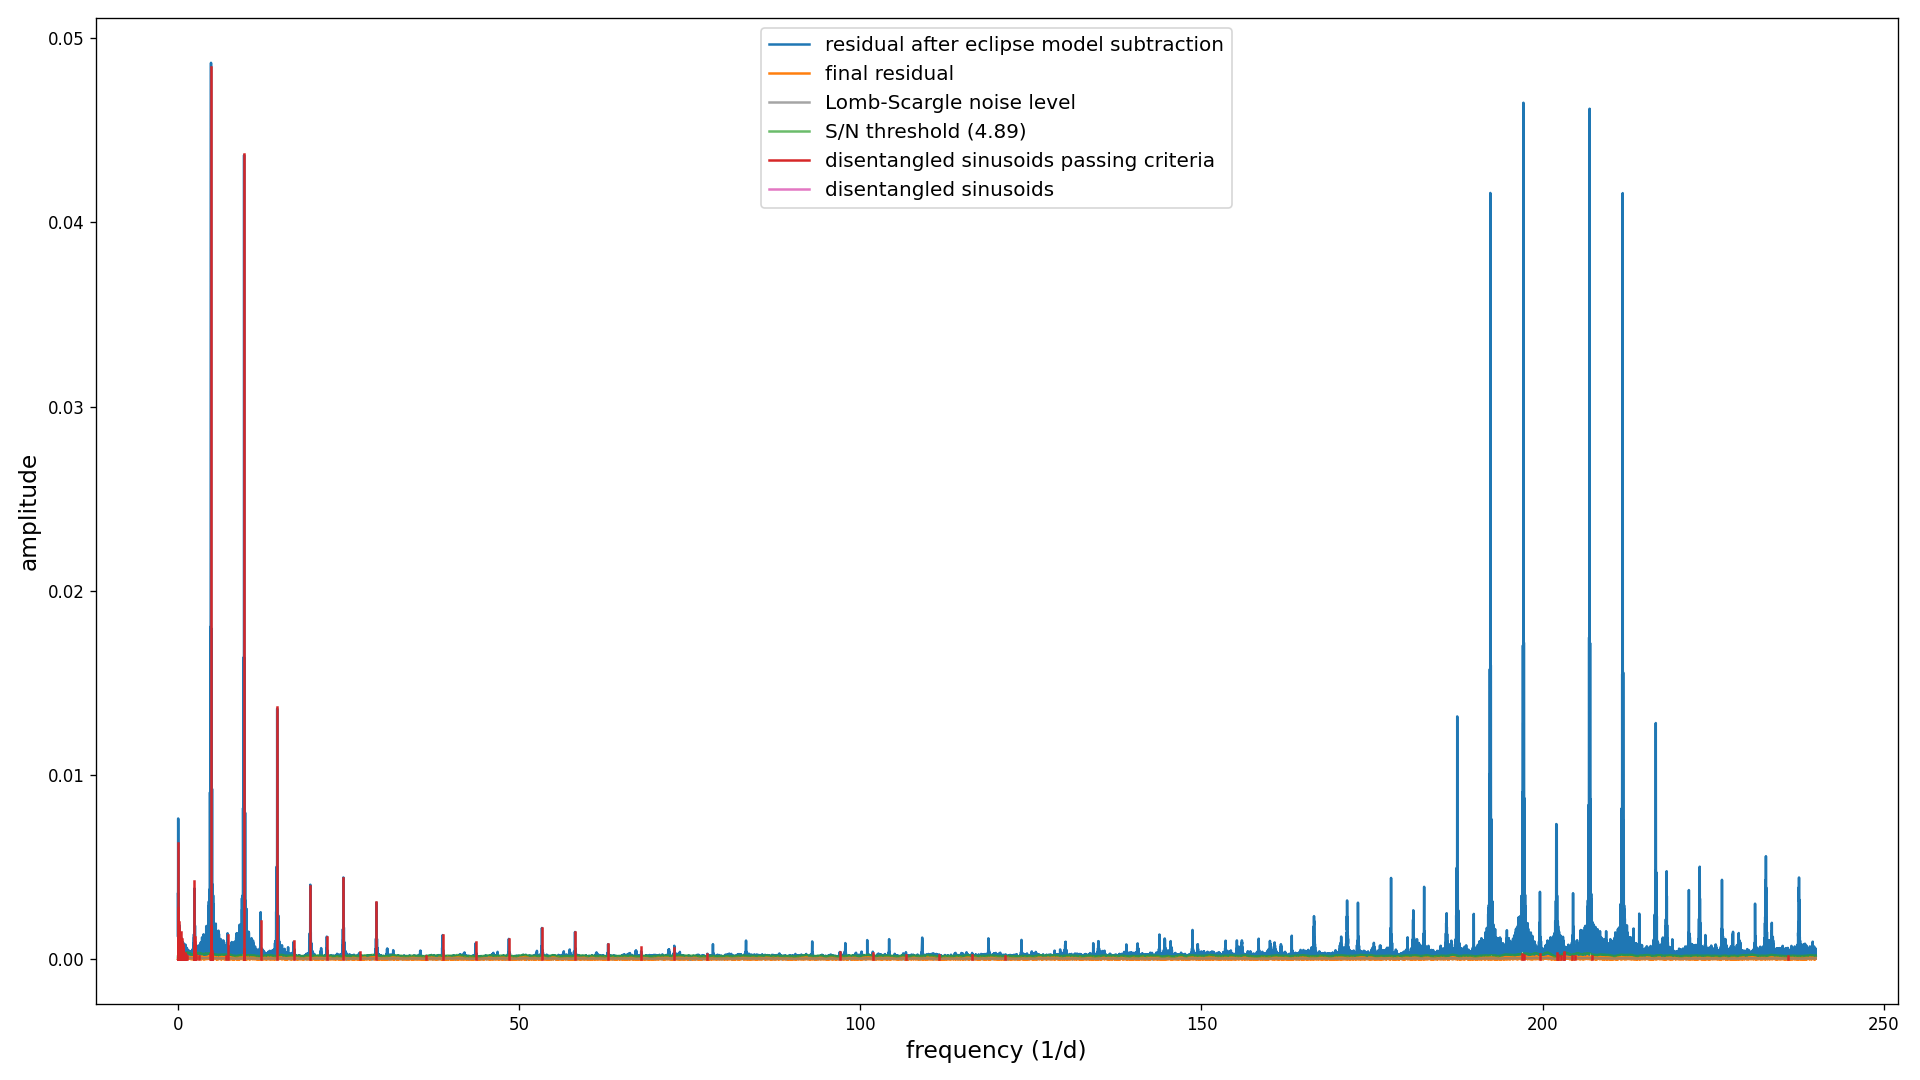 0.05
0.04
0.03
0.02
0.01
0.00
amplitude
residual after eclipse model subtraction
final residual
Lomb-Scargle noise level
S/N threshold (4.89)
disentangled sinusoids passing criteria
disentangled sinusoids
0
50
100
150
200
250
frequency (1/d)